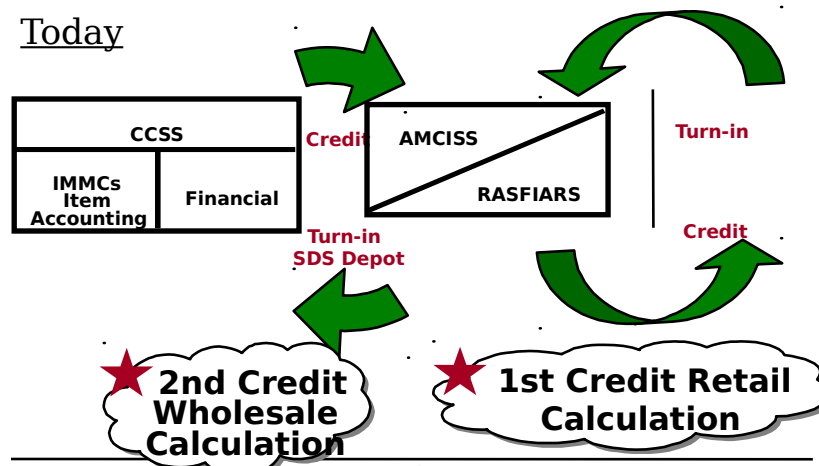 Today
CCSS
IMMCs
Item
Accounting
Financial
Credit
AMCISS
RASFIARS
Turn-in
Credit
Turn-in
SDS Depot
2nd Credit
Wholesale
Calculation
1st Credit Retail
Calculation